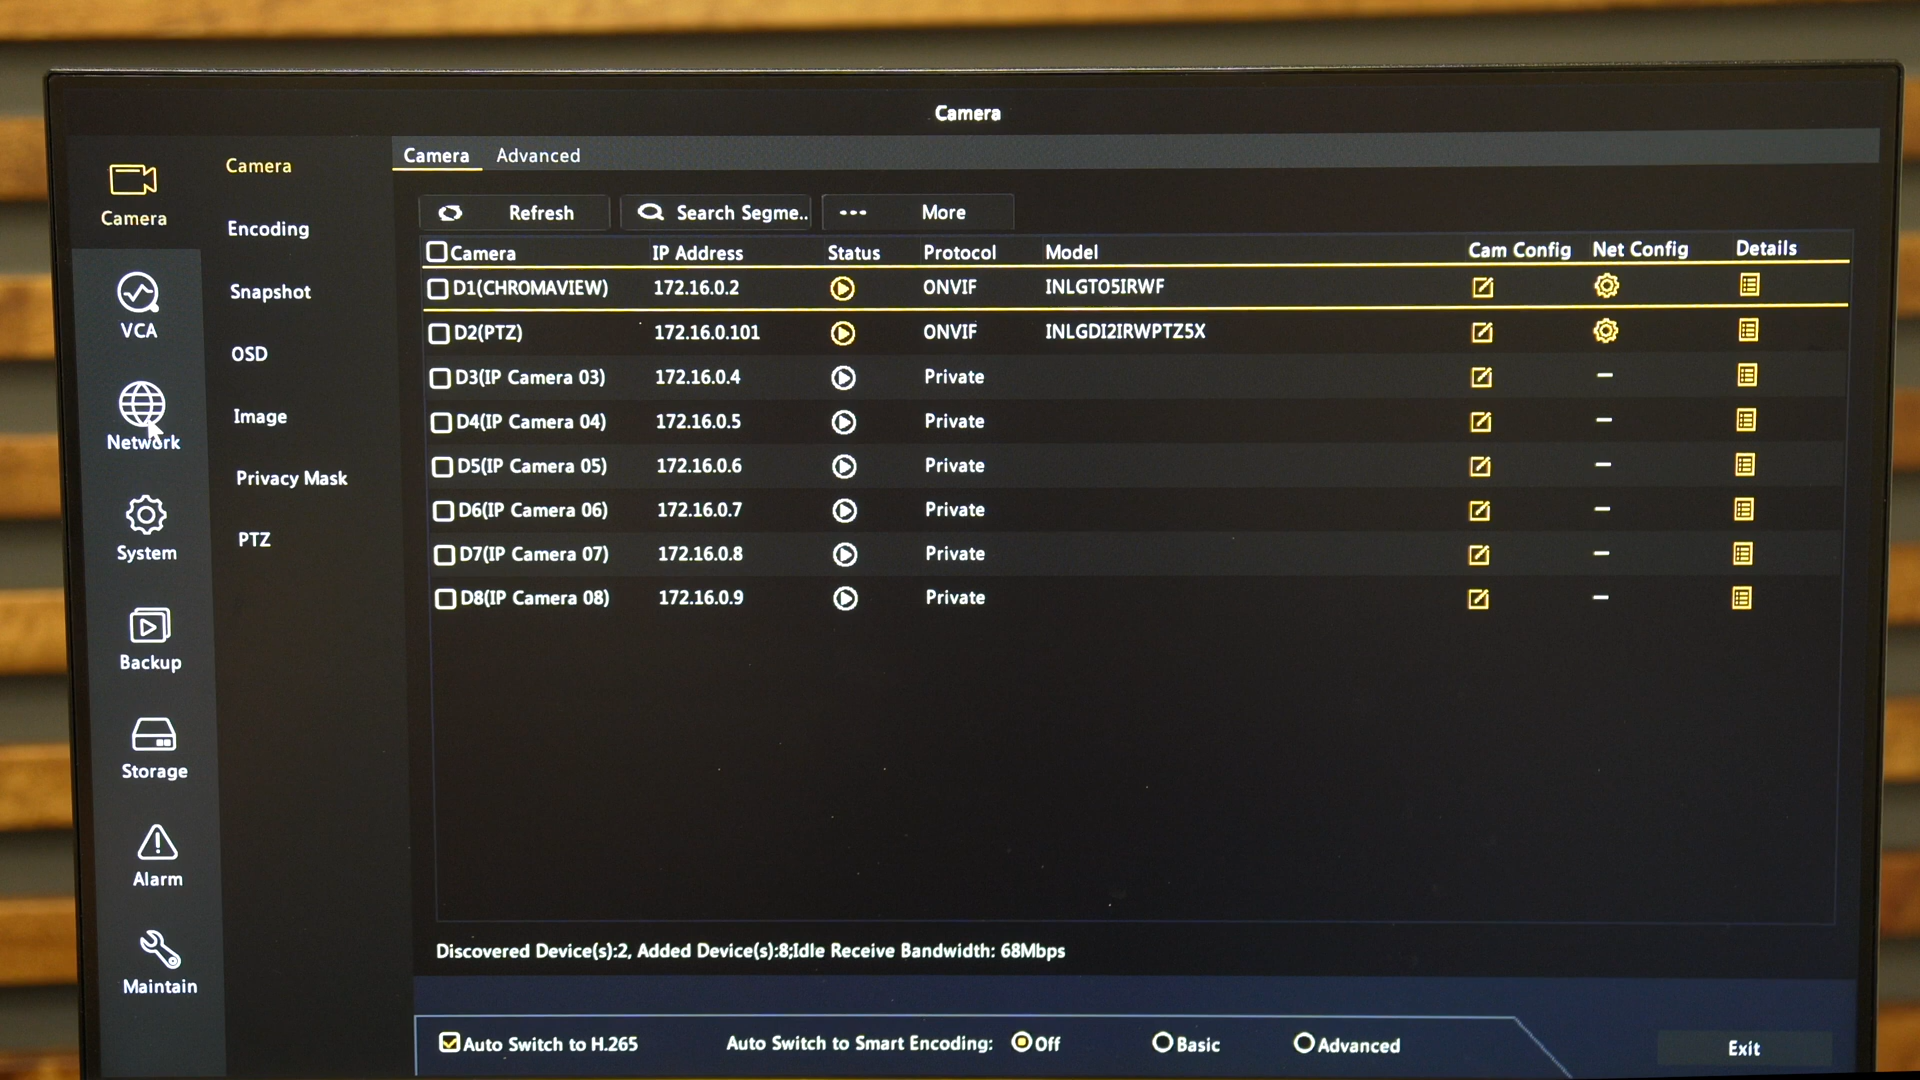 Camera
Camera
VCA
Network
System
Backup
Storage
Alarm
Maintain
Camera
Encoding
Snapshot
OSD
Image
Privacy Mask
PTZ
Camera Advanced
Refresh Search Segme.. ... More
Camera IP Address Status Protocol Model Cam Config Net Config Details
D1(CHROMAVIEW) 172.16.0.2 ONVIF INLGTO5IRWF
D2(PTZ) 172.16.0.101 ONVIF INLGDI2IRWPTZ5X
D3(IP Camera 03) 172.16.0.4 Private –
D4(IP Camera 04) 172.16.0.5 Private –
D5(IP Camera 05) 172.16.0.6 Private –
D6(IP Camera 06) 172.16.0.7 Private –
D7(IP Camera 07) 172.16.0.8 Private –
D8(IP Camera 08) 172.16.0.9 Private –
Discovered Device(s):2, Added Device(s):8;Idle Receive Bandwidth: 68Mbps
Auto Switch to H.265 Auto Switch to Smart Encoding: Off Basic Advanced Exit